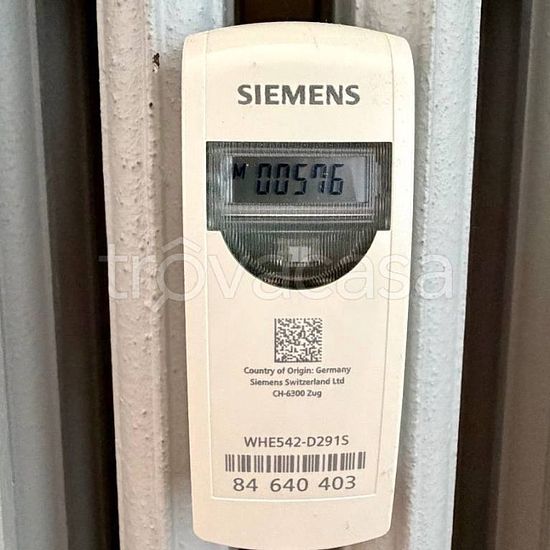 SIEMENS
M 00576
trovacasa
Country of Origin: Germany
Siemens Switzerland Ltd
CH-6300 Zug
WHE542-D291S
84 640 403